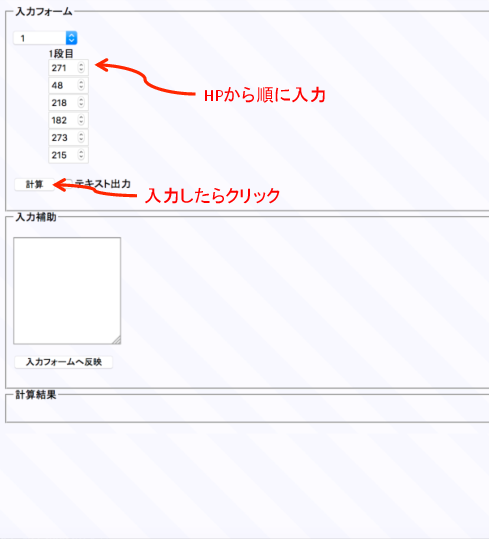 入力フォーム
1
1段目
271
HPから順に入力
48
218
182
273
215
計算
テキスト出力
入力したらクリック
入力補助
入力フォームへ反映
計算結果